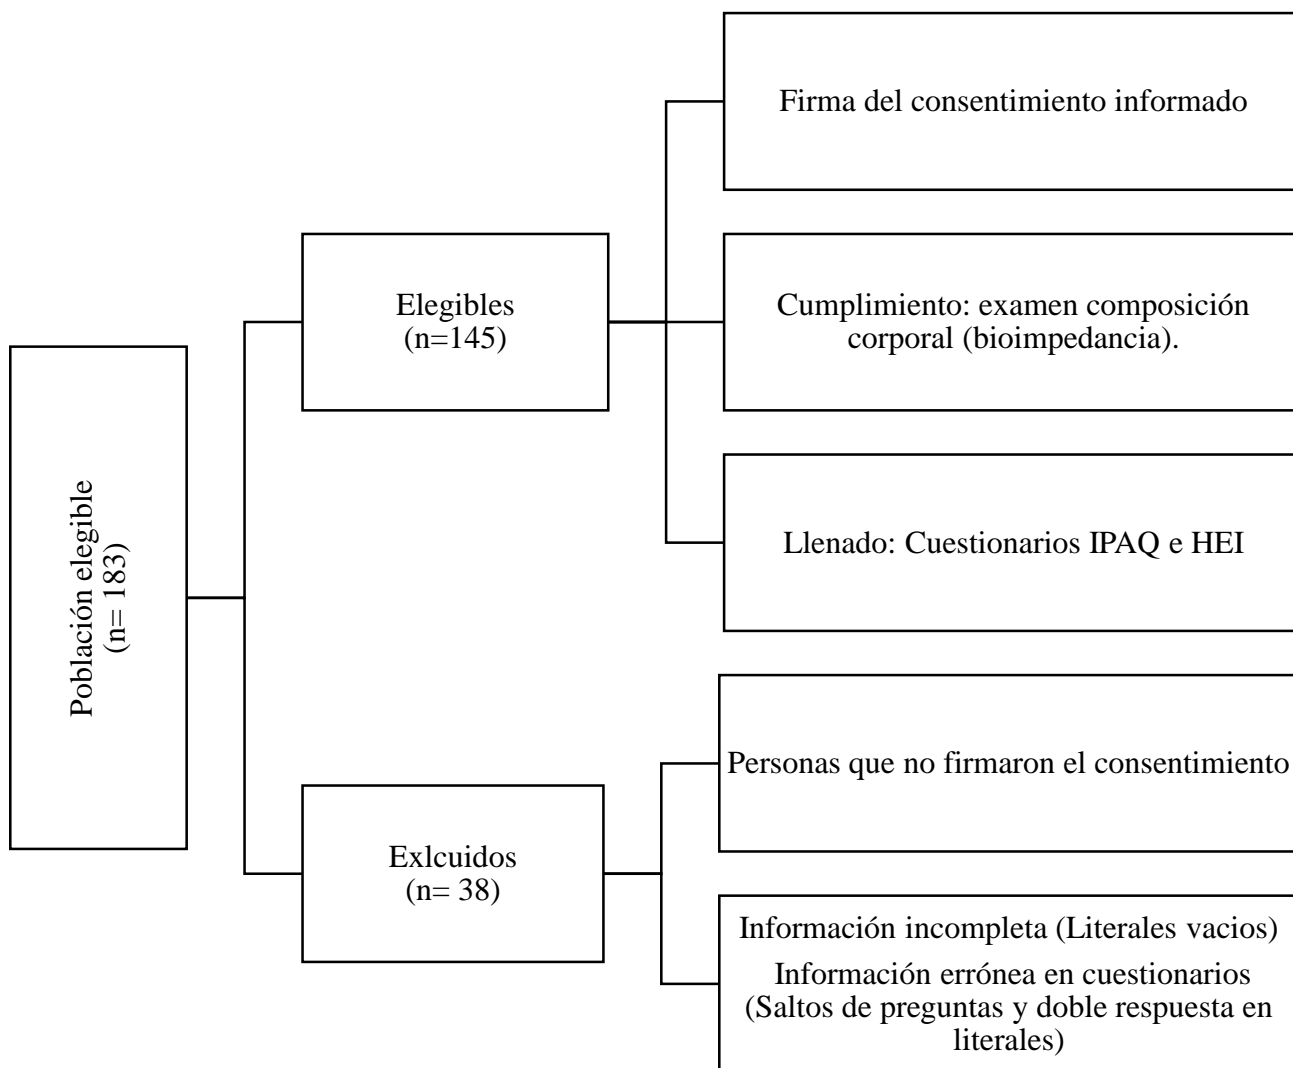 Población elegible
(n= 183)
Elegibles
(n=145)
Firma del consentimiento informado
Cumplimiento: examen composición
corporal (bioimpedancia).
Llenado: Cuestionarios IPAQ e HEI
Exlcuidos
(n= 38)
Personas que no firmaron el consentimiento
Información incompleta (Literales vacios)
Información errónea en cuestionarios
(Saltos de preguntas y doble respuesta en
literales)